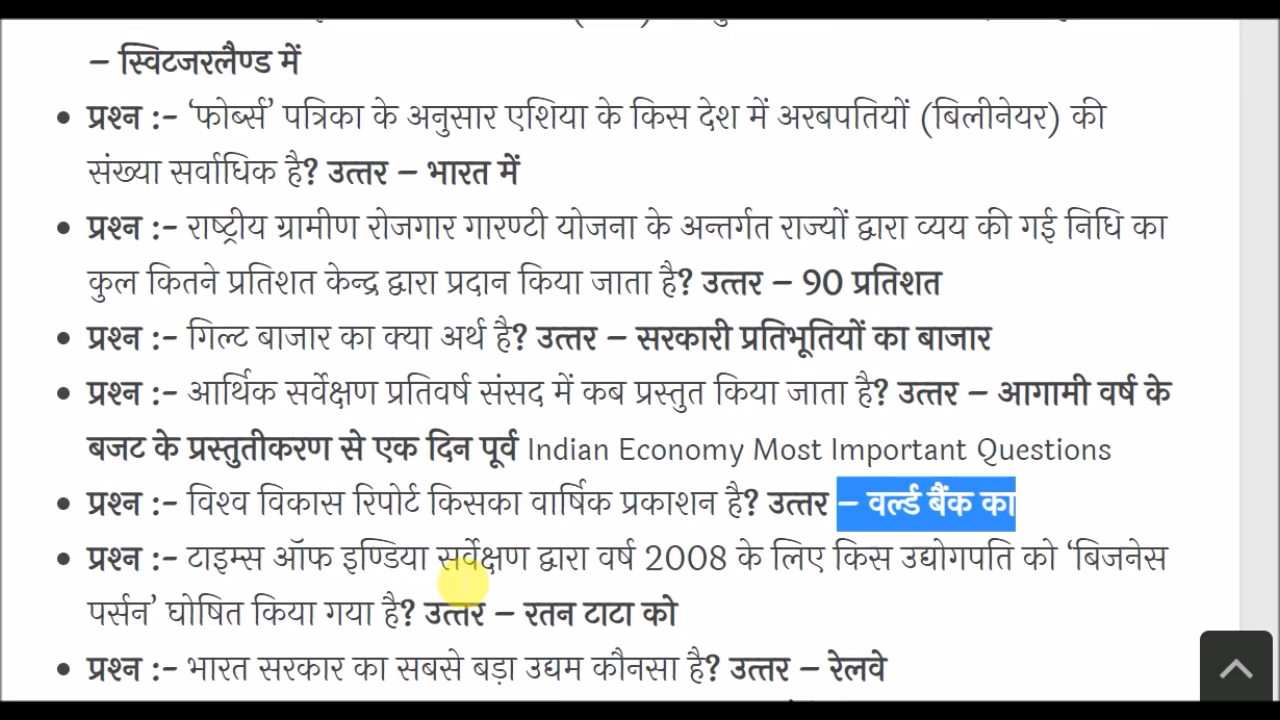 – स्विटजरलैण्ड में
प्रश्न :- ‘फोर्ब्स’ पत्रिका के अनुसार एशिया के किस देश में अरबपतियों (बिलीनेयर) की
संख्या सर्वाधिक है? उत्तर – भारत में
प्रश्न :- राष्ट्रीय ग्रामीण रोजगार गारण्टी योजना के अन्तर्गत राज्यों द्वारा व्यय की गई निधि का
कुल कितने प्रतिशत केन्द्र द्वारा प्रदान किया जाता है? उत्तर – 90 प्रतिशत
प्रश्न :- गिल्ट बाजार का क्या अर्थ है? उत्तर – सरकारी प्रतिभूतियों का बाजार
प्रश्न :- आर्थिक सर्वेक्षण प्रतिवर्ष संसद में कब प्रस्तुत किया जाता है? उत्तर – आगामी वर्ष के
बजट के प्रस्तुतीकरण से एक दिन पूर्व Indian Economy Most Important Questions
प्रश्न :- विश्व विकास रिपोर्ट किसका वार्षिक प्रकाशन है? उत्तर – वर्ल्ड बैंक का
प्रश्न :- टाइम्स ऑफ इण्डिया सर्वेक्षण द्वारा वर्ष 2008 के लिए किस उद्योगपति को ‘बिजनेस
पर्सन’ घोषित किया गया है? उत्तर – रतन टाटा को
प्रश्न :- भारत सरकार का सबसे बड़ा उद्यम कौनसा है? उत्तर – रेलवे